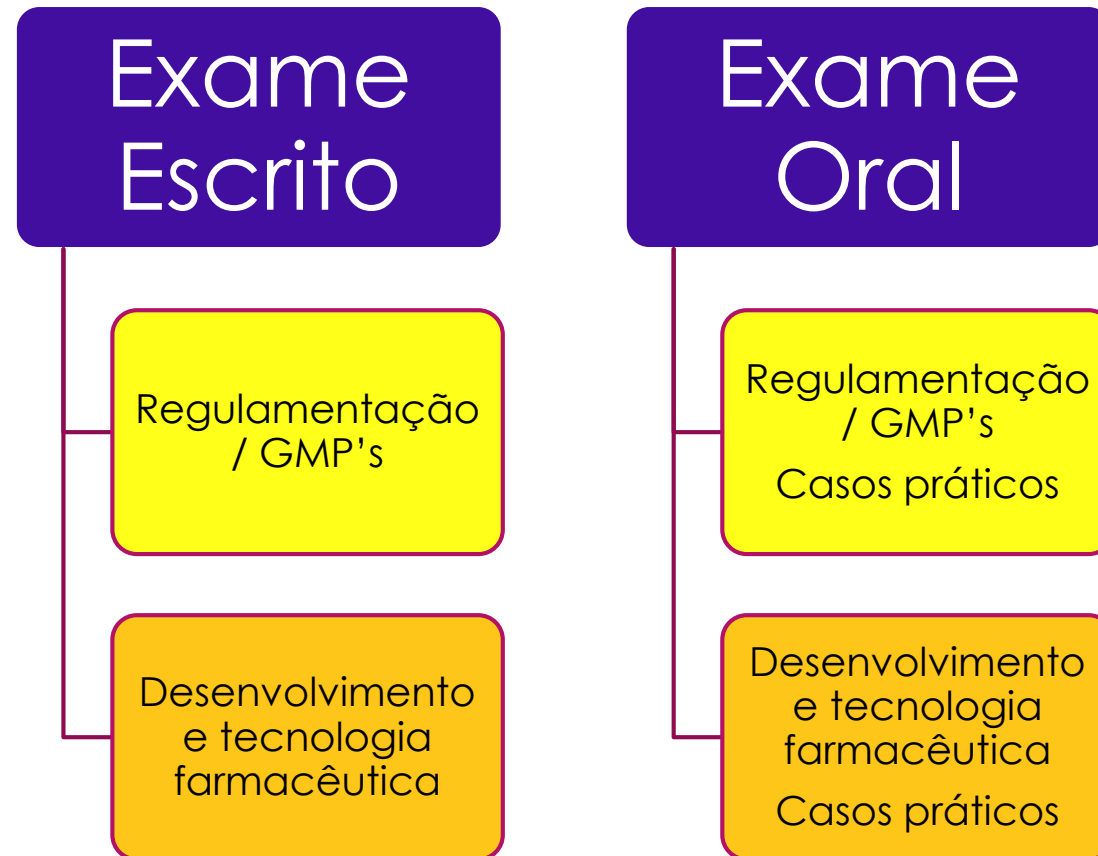 Exame
Escrito
Regulamentação
/ GMP’s
Desenvolvimento
e tecnologia
farmacêutica
Exame
Oral
Regulamentação
/ GMP’s
Casos práticos
Desenvolvimento
e tecnologia
farmacêutica
Casos práticos